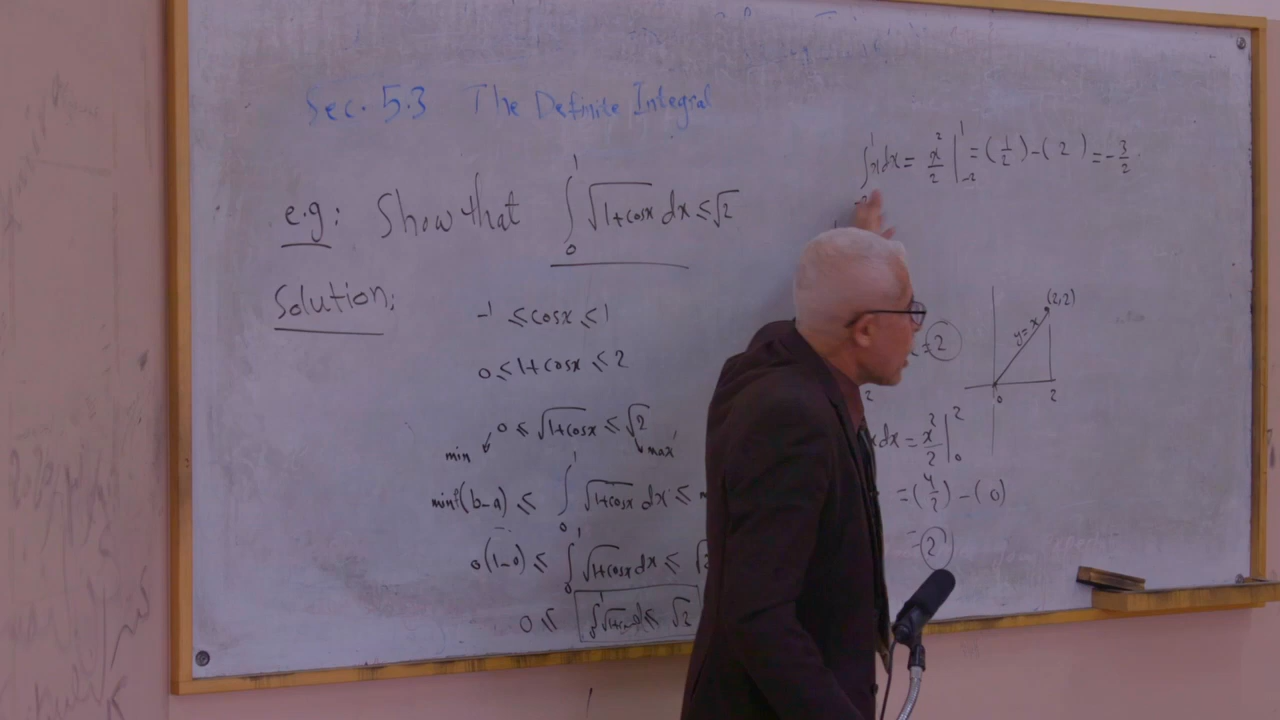 Sec. 5.3 The Definite Integral
e.g: Show that ∫₀¹ √(1+cosx) dx ≤ √2
Solution:
-1 ≤ cosx ≤ 1
0 ≤ 1+cosx ≤ 2
0 ≤ √(1+cosx) ≤ √2
min max
minf(b-a) ≤ ∫₀¹ √(1+cosx) dx ≤
0(1-0) ≤ ∫₀¹ √(1+cosx) dx ≤ √2
0 ≤ ∫₀¹ √(1+cosx) dx ≤ √2
∫₋₂¹ x dx = x²/2 |₋₂¹ = (1/2) - (2) = -3/2
= 2
(2,2)
y = x
0 2
2
x dx = x²/2 |₀²
= (4/2) - (0)
= 2